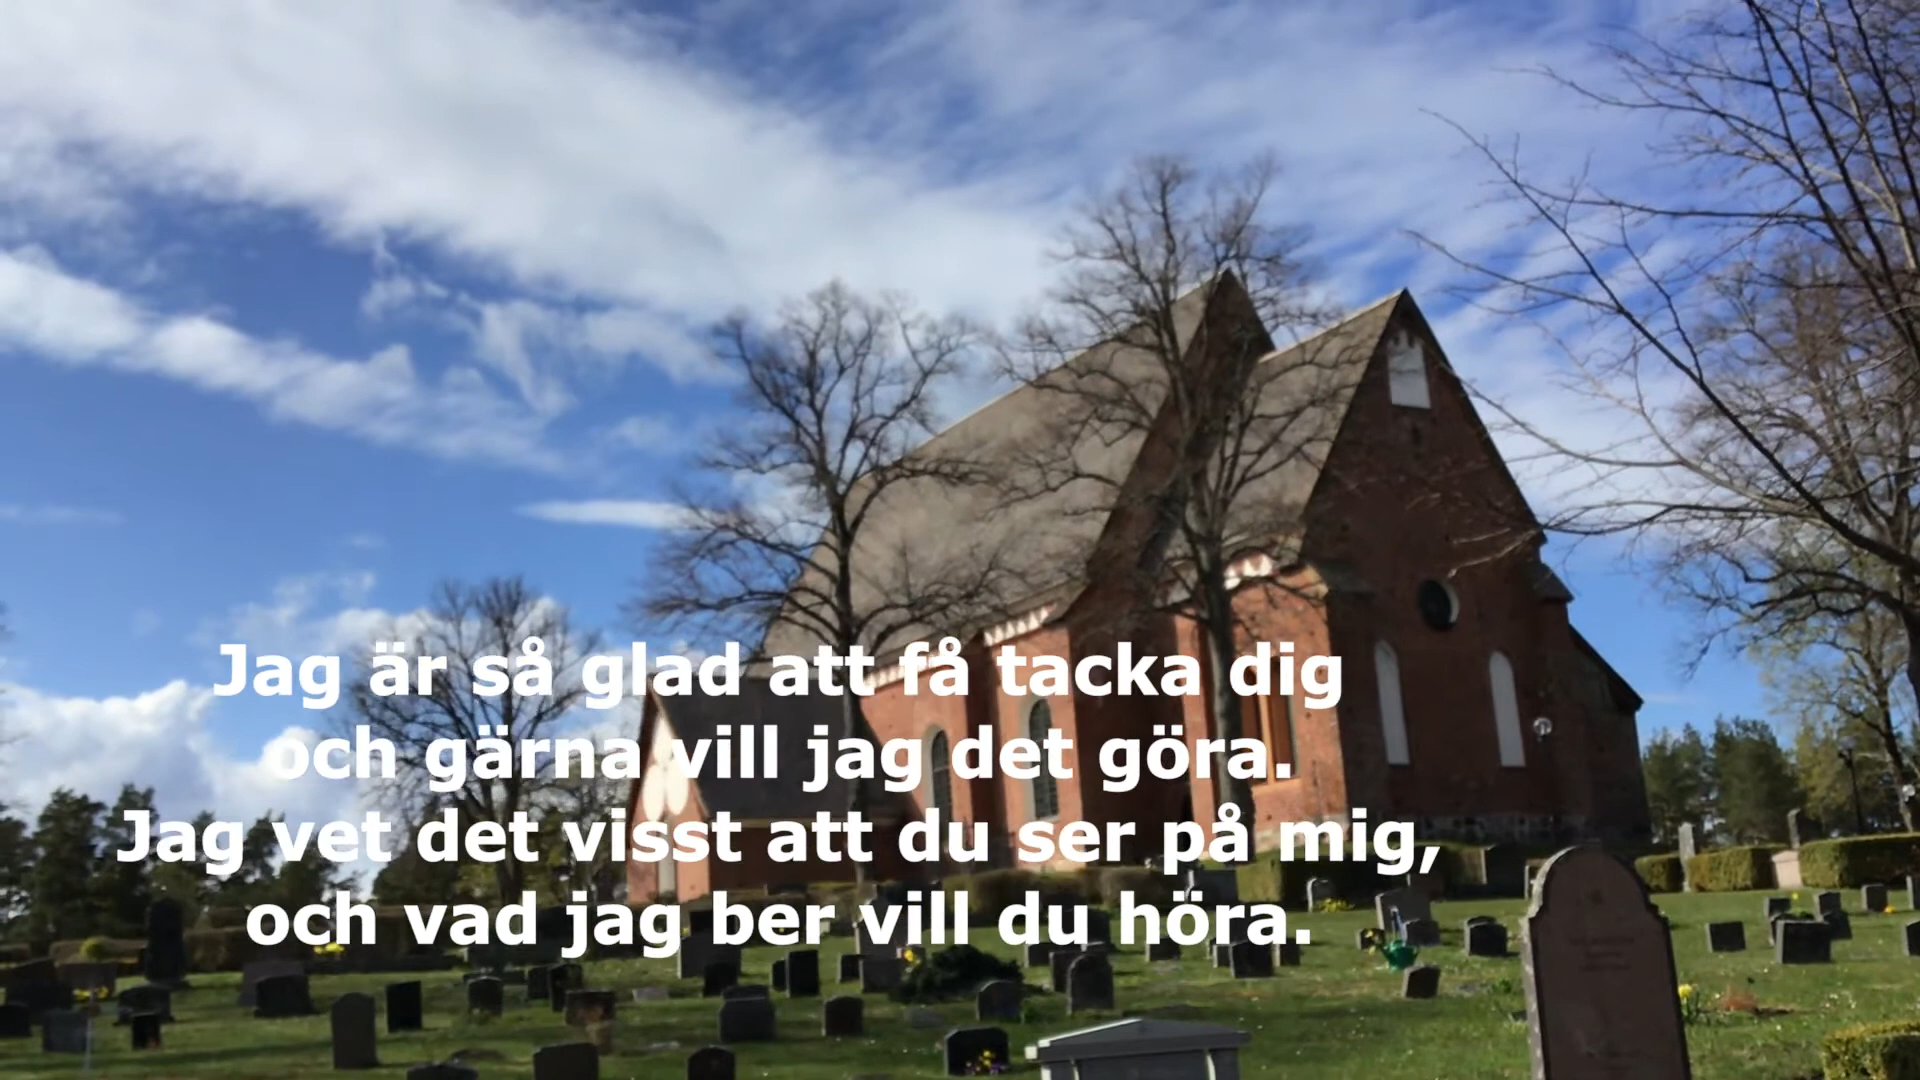 Jag är så glad att få tacka dig
och gärna vill jag det göra.
Jag vet det visst att du ser på mig,
och vad jag ber vill du höra.